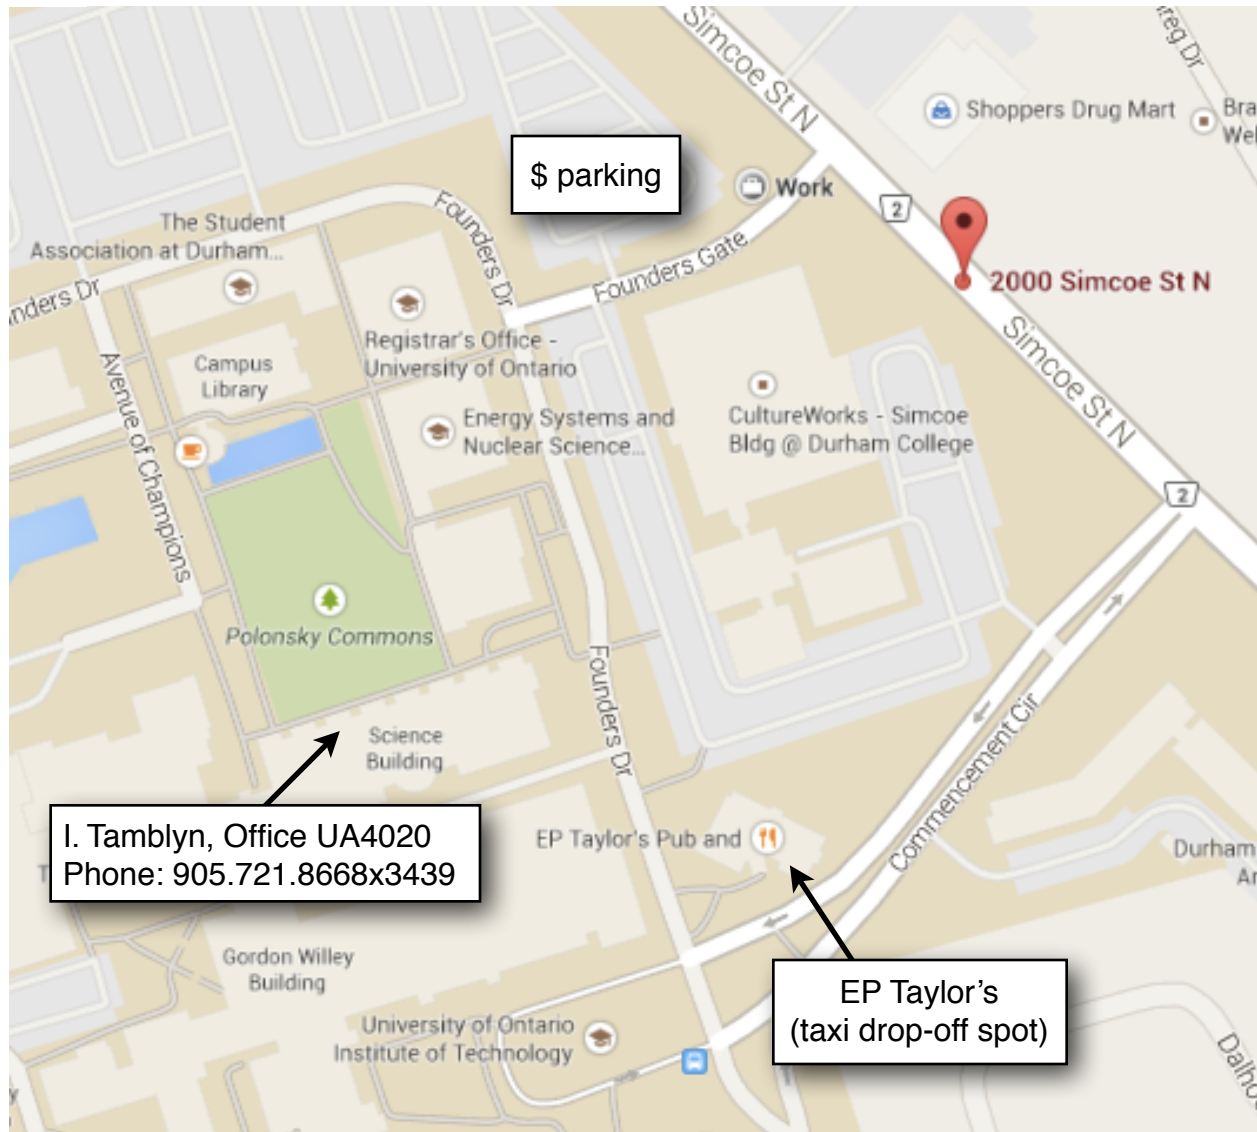 Simcoe St N
greg Dr
Shoppers Drug Mart
Bra
Wel
$ parking
Work
2
The Student
Association at Durham...
Founders Dr
Founders Gate
2000 Simcoe St N
nders Dr
Registrar's Office -
University of Ontario
Simcoe St N
Avenue of Champions
Campus
Library
Energy Systems and
Nuclear Science...
CultureWorks - Simcoe
Bldg @ Durham College
2
Polonsky Commons
Founders Dr
Science
Building
Commencement Cir
I. Tamblyn, Office UA4020
Phone: 905.721.8668x3439
EP Taylor's Pub and
Durham
Ar
T
Gordon Willey
Building
EP Taylor's
(taxi drop-off spot)
University of Ontario
Institute of Technology
Dalho
y